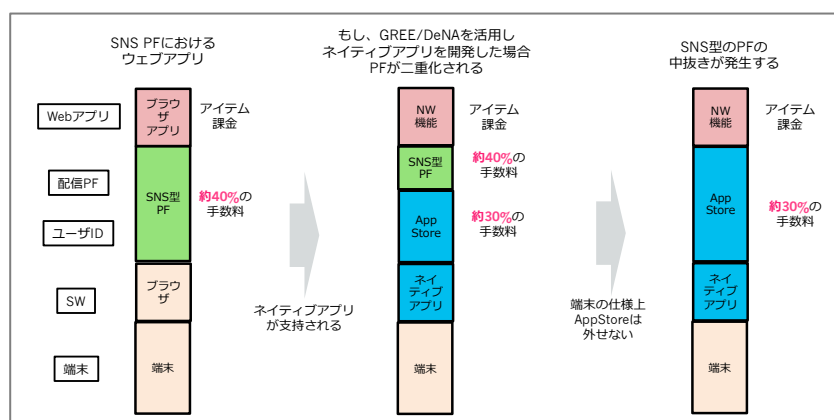 SNS PFにおける
ウェブアプリ
もし、GREE/DeNAを活用し
ネイティブアプリを開発した場合
PFが二重化される
SNS型のPFの
中抜きが発生する
Webアプリ
配信PF
ユーザID
SW
端末
ブラウ
ザ
アプリ
アイテム
課金
SNS型
PF
約40%の
手数料
ブラウ
ザ
端末
ネイティブアプリ
が支持される
NW
機能
アイテム
課金
SNS型
PF
約40%の
手数料
App
Store
約30%の
手数料
ネイ
ティブ
アプリ
端末
端末の仕様上
AppStoreは
外せない
NW
機能
アイテム
課金
App
Store
約30%の
手数料
ネイ
ティブ
アプリ
端末